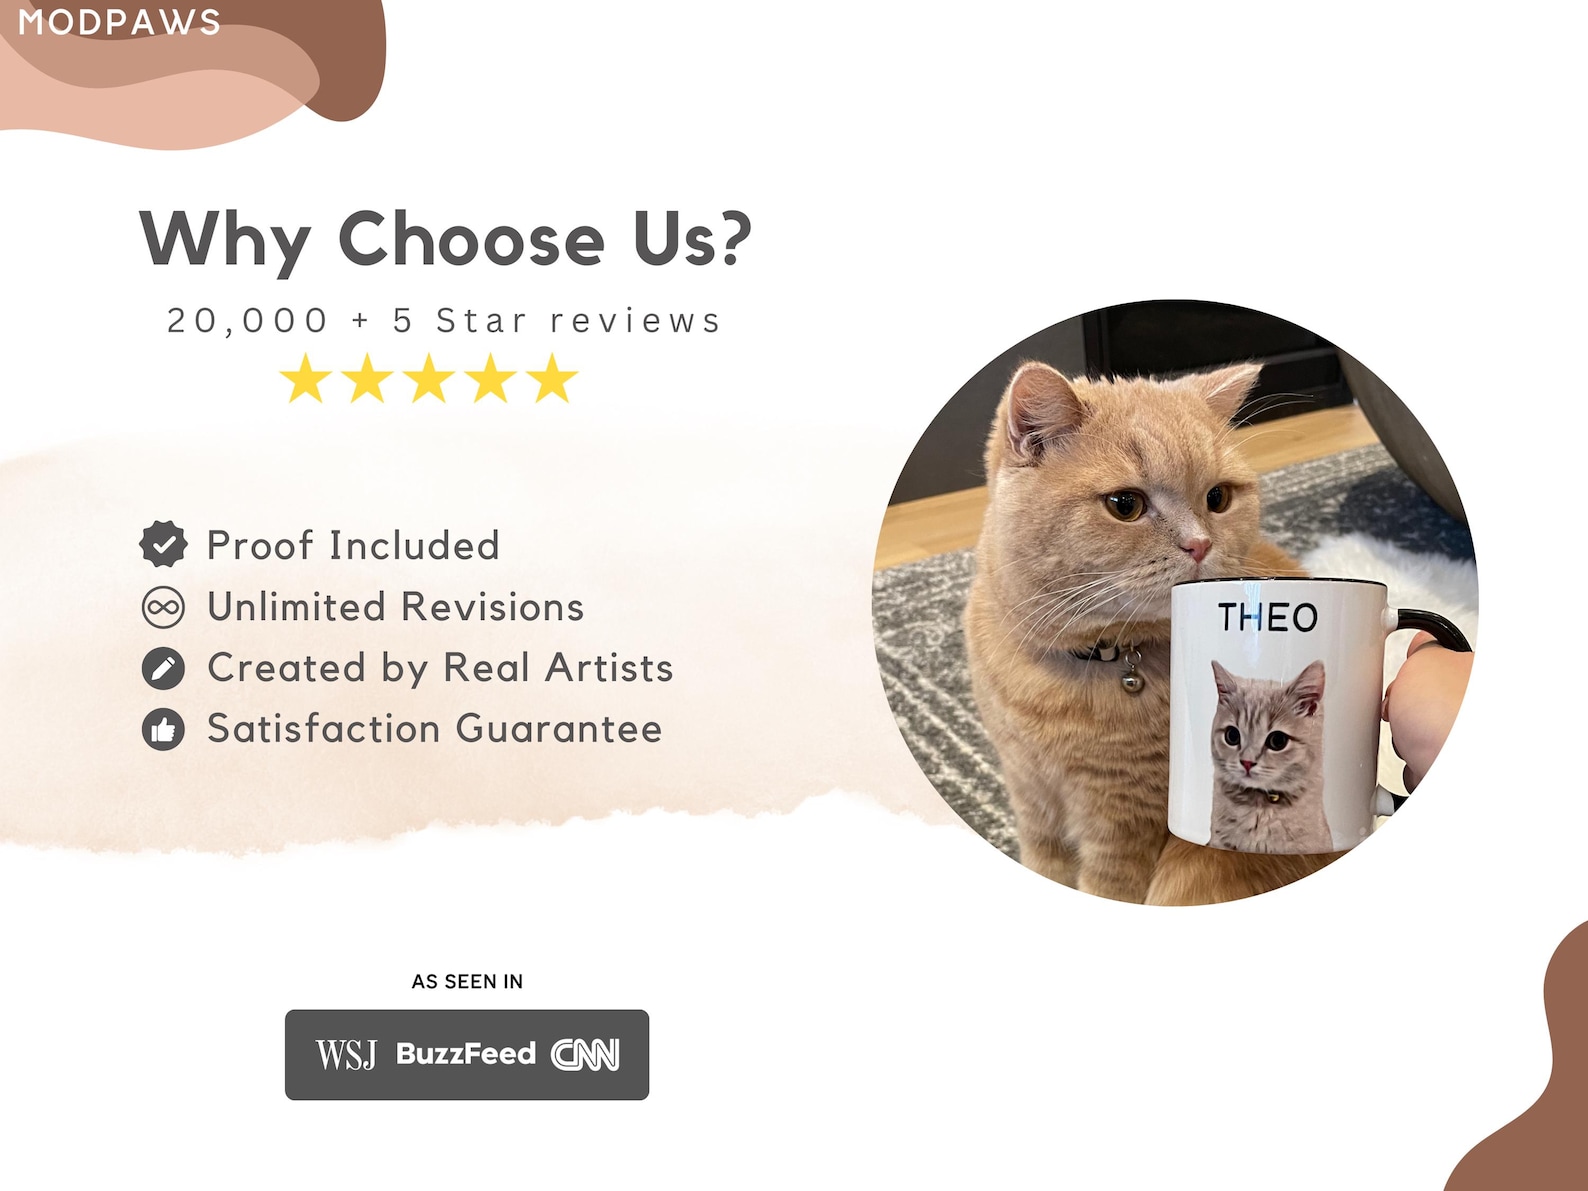 MODPAWS
Why Choose Us?
20,000 + 5 Star reviews
Proof Included
Unlimited Revisions
Created by Real Artists
Satisfaction Guarantee
THEO
AS SEEN IN
WSJ BuzzFeed CNN